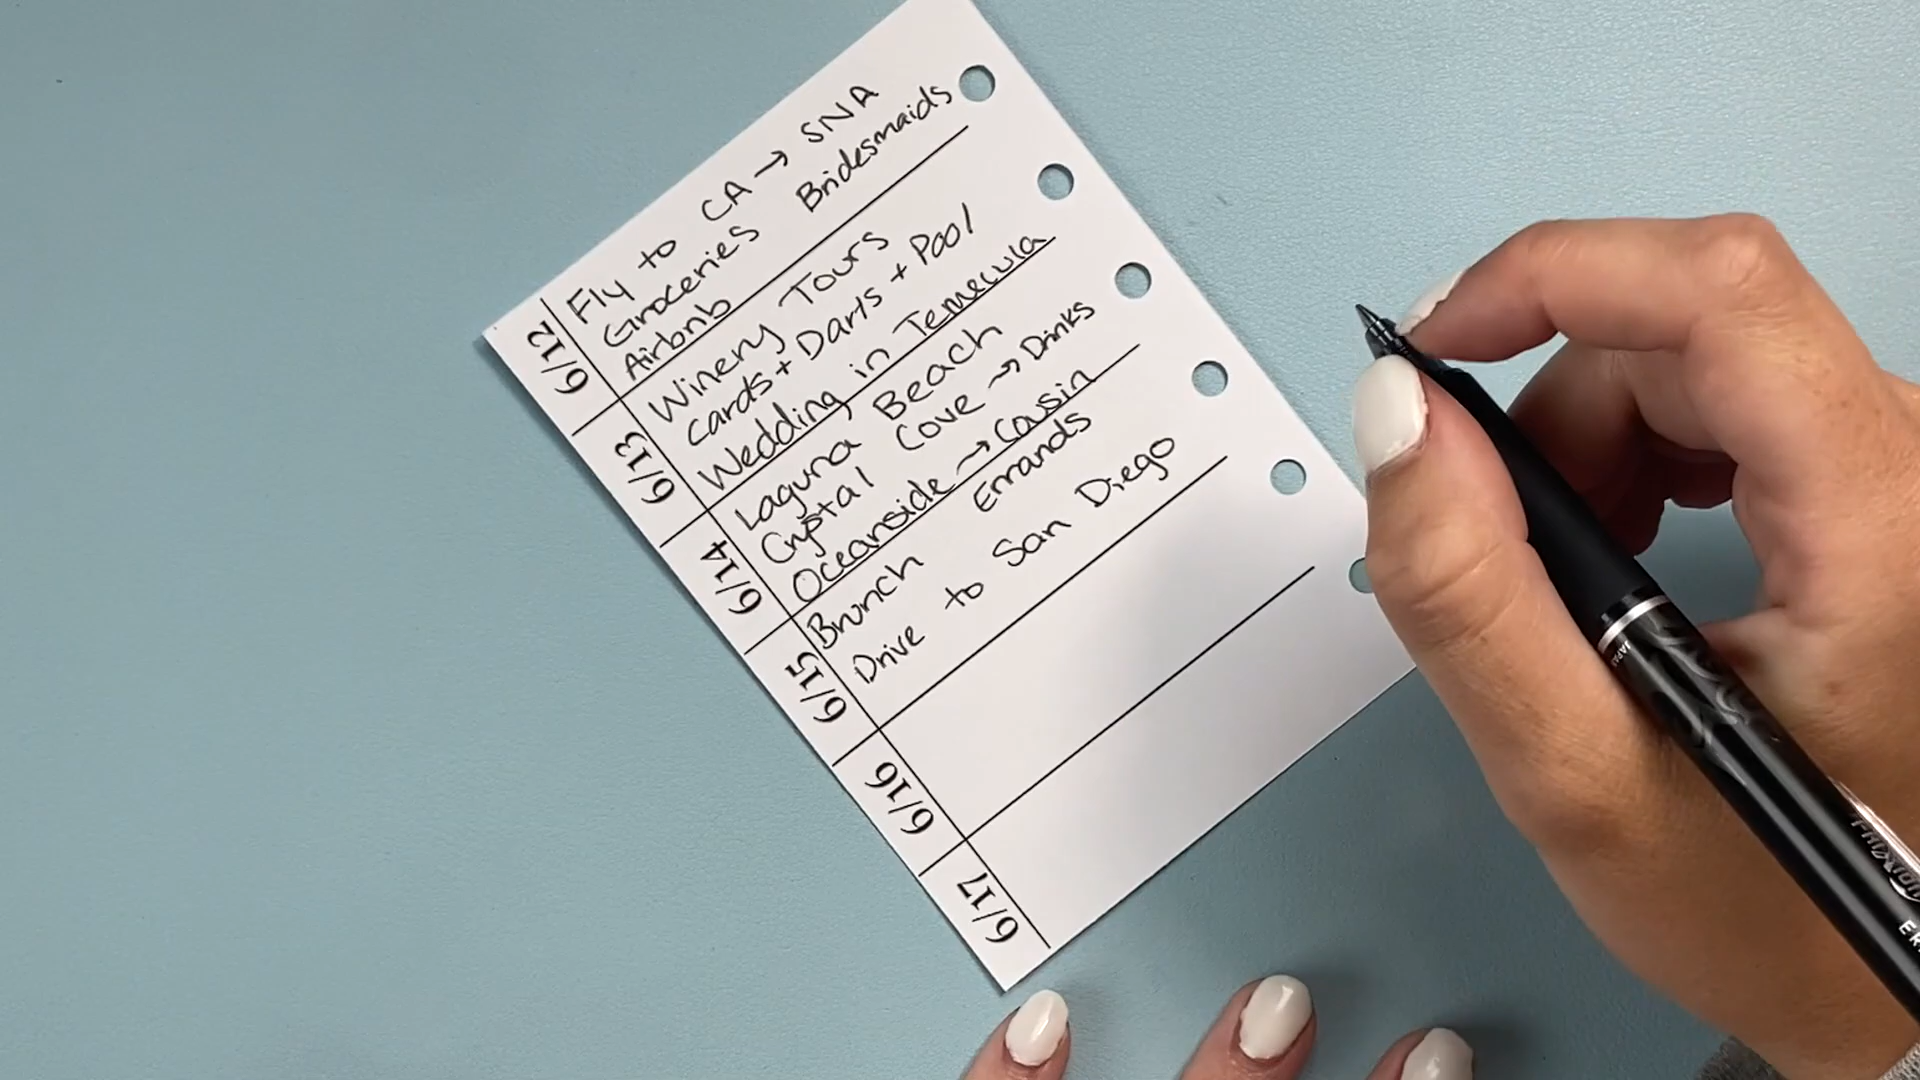 6/12
Fly to CA → SNA
Groceries Bridesmaids
Airbnb
6/13
Winery Tours
Cards + Darts + Pool
Wedding in Temecula
6/14
Laguna Beach
Crystal Cove → Drinks
Oceanside → Cousin
6/15
Brunch Errands
Drive to San Diego
6/16
6/17
JAPAN
FRIXION